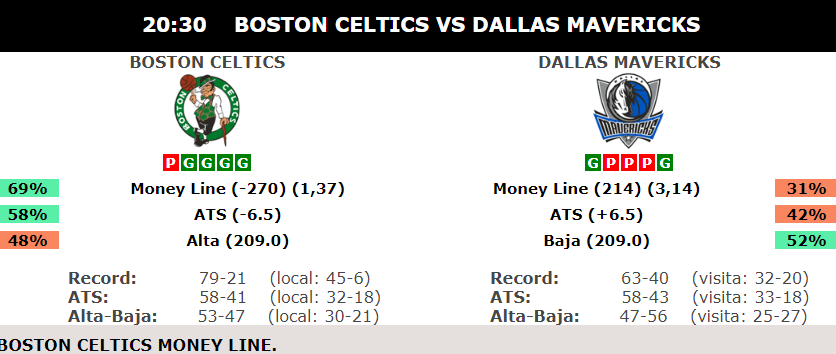 20:30 BOSTON CELTICS VS DALLAS MAVERICKS
BOSTON CELTICS DALLAS MAVERICKS
BOSTON CELTICS
MAVERICKS
P G G G G G P P P G
69% Money Line (-270) (1,37) Money Line (214) (3,14) 31%
58% ATS (-6.5) ATS (+6.5) 42%
48% Alta (209.0) Baja (209.0) 52%
Record: 79-21 (local: 45-6) Record: 63-40 (visita: 32-20)
ATS: 58-41 (local: 32-18) ATS: 58-43 (visita: 33-18)
Alta-Baja: 53-47 (local: 30-21) Alta-Baja: 47-56 (visita: 25-27)
BOSTON CELTICS MONEY LINE.